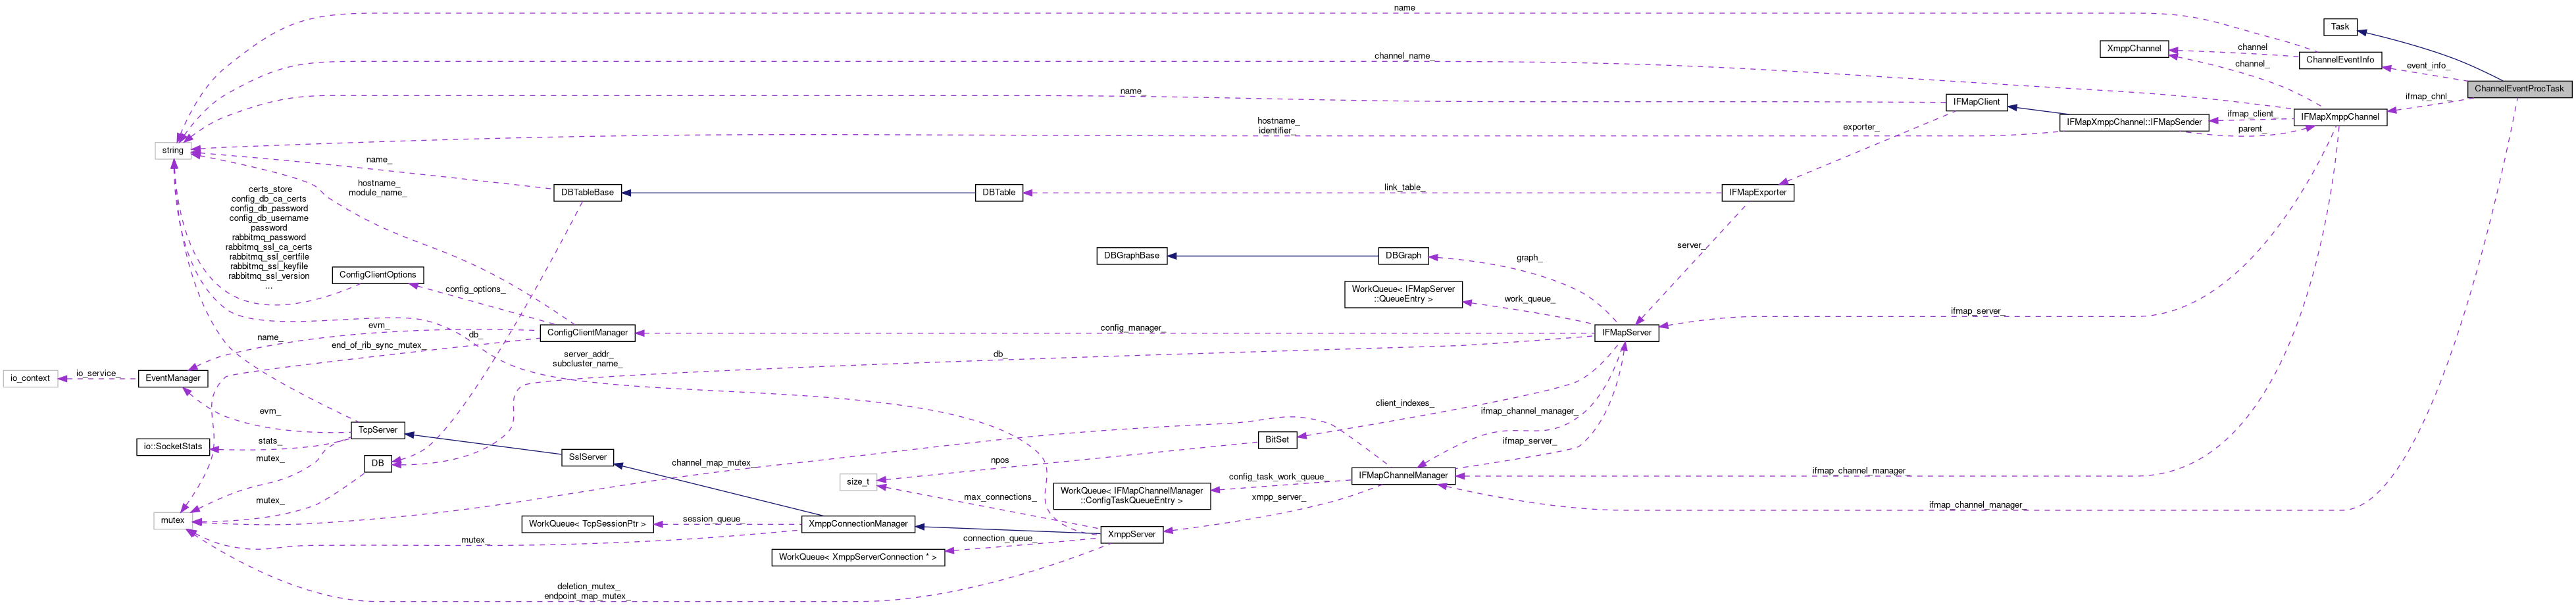 name
Task
XmppChannel
channel
ChannelEventInfo
channel_name_
channel_
event_info_
ChannelEventProcTask
name_
IFMapClient
ifmap_chnl_
IFMapXmppChannel
ifmap_client_
IFMapXmppChannel::IFMapSender
hostname_
identifier_
exporter_
parent_
string
name_
hostname_
module_name_
DBTableBase
DBTable
link_table_
IFMapExporter
certs_store
config_db_ca_certs
config_db_password
config_db_username
password
rabbitmq_password
rabbitmq_ssl_ca_certs
rabbitmq_ssl_certfile
rabbitmq_ssl_keyfile
rabbitmq_ssl_version
...
server_
DBGraphBase
DBGraph
graph_
ConfigClientOptions
config_options_
WorkQueue< IFMapServer
::QueueEntry >
work_queue_
ifmap_server_
evm_
ConfigClientManager
config_manager_
IFMapServer
name_
db_
end_of_rib_sync_mutex_
server_addr_
subcluster_name_
db_
io_context
io_service_
EventManager
evm_
client_indexes_
ifmap_channel_manager_
TcpServer
io::SocketStats
stats_
BitSet
ifmap_server_
SslServer
mutex_
DB
channel_map_mutex_
npos
size_t
config_task_work_queue_
IFMapChannelManager
ifmap_channel_manager_
WorkQueue< IFMapChannelManager
::ConfigTaskQueueEntry >
xmpp_server_
max_connections_
mutex_
ifmap_channel_manager_
mutex
WorkQueue< TcpSessionPtr >
session_queue_
XmppConnectionManager
XmppServer
mutex_
connection_queue_
WorkQueue< XmppServerConnection * >
deletion_mutex_
endpoint_map_mutex_